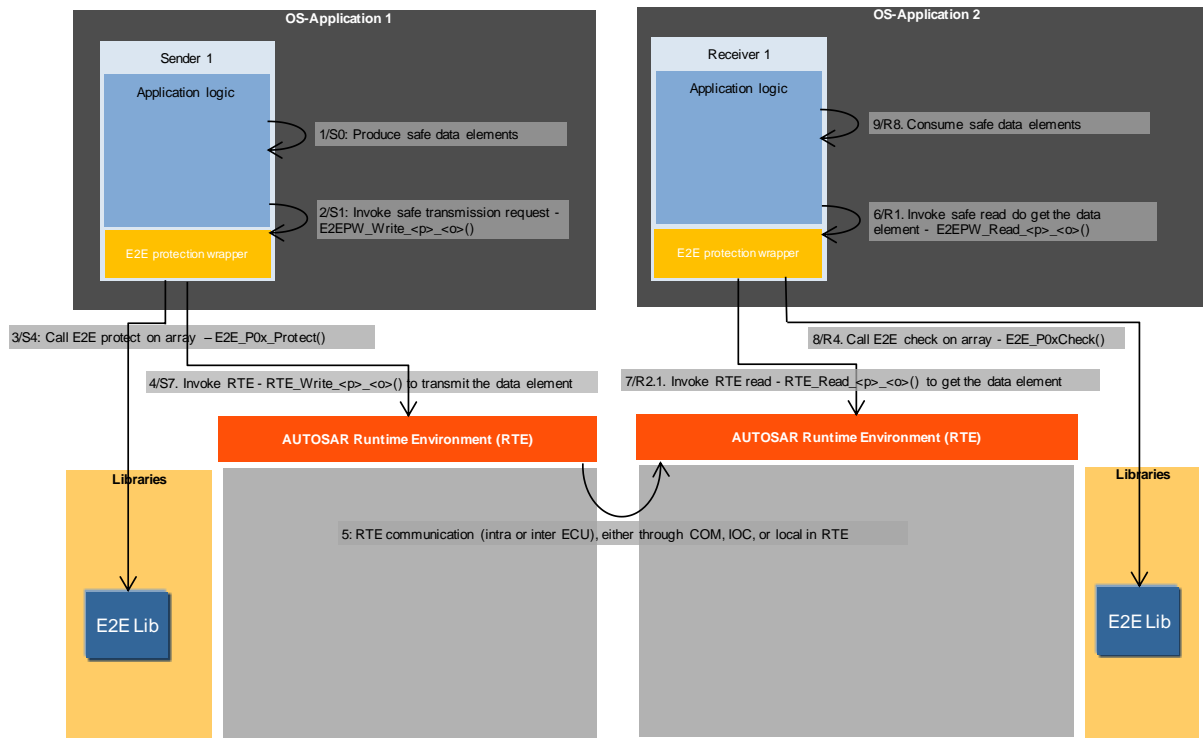 OS-Application 1
Sender 1
Application logic
1/S0: Produce safe data elements
2/S1: Invoke safe transmission request -
E2EPW_Write_<p>_<o>()
E2E protection wrapper
3/S4: Call E2E protect on array – E2E_P0x_Protect()
4/S7. Invoke RTE - RTE_Write_<p>_<o>() to transmit the data element
AUTOSAR Runtime Environment (RTE)
Libraries
E2E Lib
OS-Application 2
Receiver 1
Application logic
9/R8. Consume safe data elements
6/R1. Invoke safe read do get the data
element - E2EPW_Read_<p>_<o>()
E2E protection wrapper
8/R4. Call E2E check on array - E2E_P0xCheck()
7/R2.1. Invoke RTE read - RTE_Read_<p>_<o>() to get the data element
AUTOSAR Runtime Environment (RTE)
Libraries
5: RTE communication (intra or inter ECU), either through COM, IOC, or local in RTE
E2E Lib